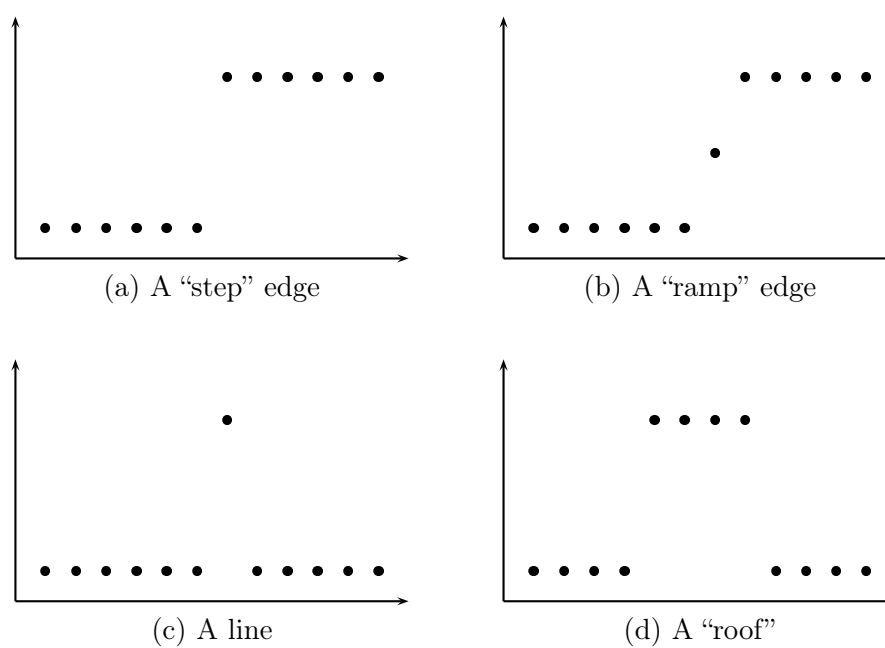 (a) A “step” edge
(b) A “ramp” edge
(c) A line
(d) A “roof”